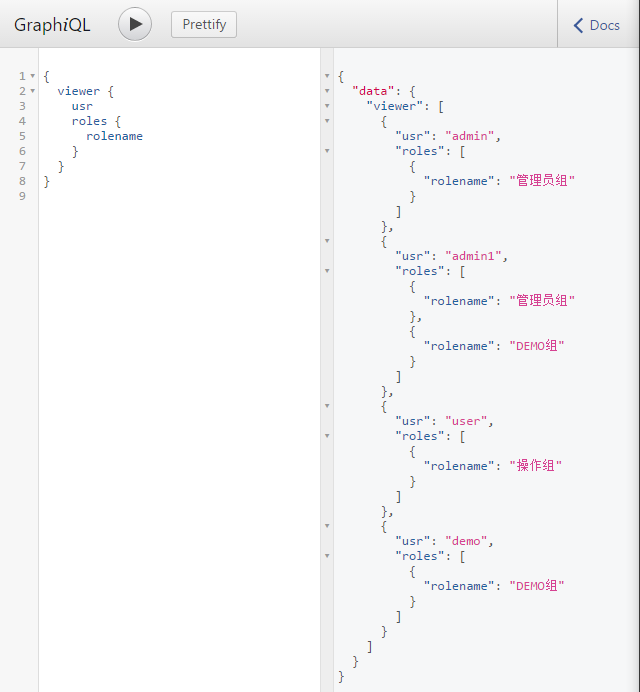 GraphiQL
Prettify
Docs
1 {
2 viewer {
3 usr
4 roles {
5 rolename
6 }
7 }
8 }
9
{
"data": {
"viewer": [
{
"usr": "admin",
"roles": [
{
"rolename": "管理员组"
}
]
},
{
"usr": "admin1",
"roles": [
{
"rolename": "管理员组"
},
{
"rolename": "DEMO组"
}
]
},
{
"usr": "user",
"roles": [
{
"rolename": "操作组"
}
]
},
{
"usr": "demo",
"roles": [
{
"rolename": "DEMO组"
}
]
}
]
}
}